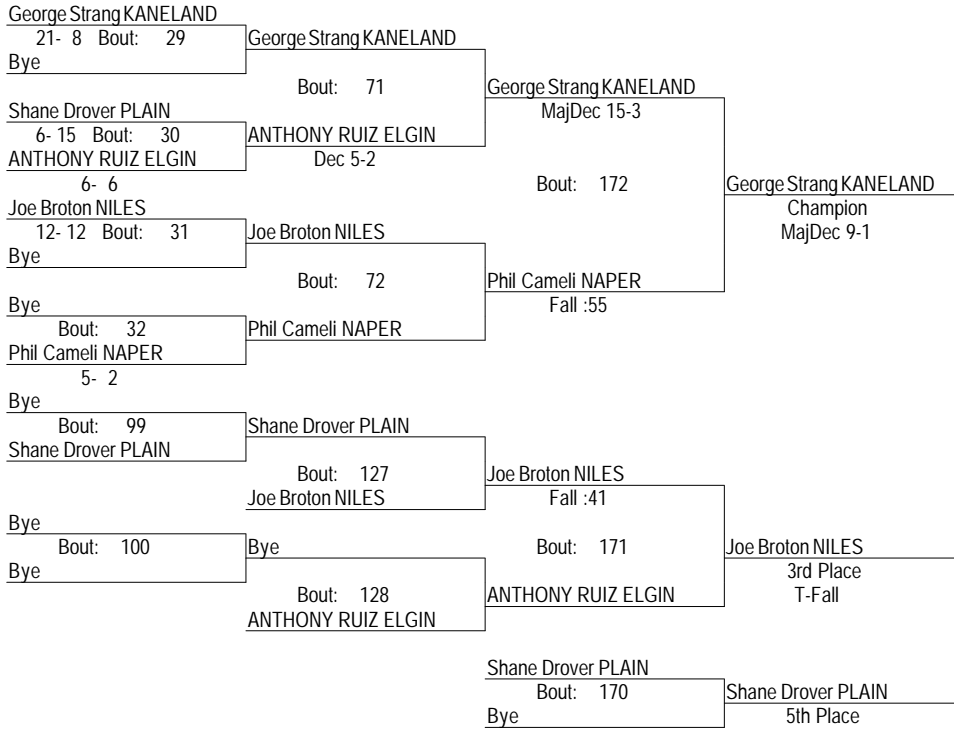 George Strang KANELAND
21- 8 Bout: 29
George Strang KANELAND
Bye
Bout: 71
George Strang KANELAND
Shane Drover PLAIN
MajDec 15-3
6- 15 Bout: 30
ANTHONY RUIZ ELGIN
ANTHONY RUIZ ELGIN
Dec 5-2
6- 6
Bout: 172
George Strang KANELAND
Joe Broton NILES
Champion
12- 12 Bout: 31
Joe Broton NILES
MajDec 9-1
Bye
Bout: 72
Phil Cameli NAPER
Bye
Fall :55
Bout: 32
Phil Cameli NAPER
Phil Cameli NAPER
5- 2
Bye
Bout: 99
Shane Drover PLAIN
Shane Drover PLAIN
Bout: 127
Joe Broton NILES
Joe Broton NILES
Fall :41
Bye
Bout: 100
Bye
Bout: 171
Joe Broton NILES
Bye
3rd Place
Bout: 128
ANTHONY RUIZ ELGIN
T-Fall
ANTHONY RUIZ ELGIN
Shane Drover PLAIN
Bout: 170
Shane Drover PLAIN
Bye
5th Place